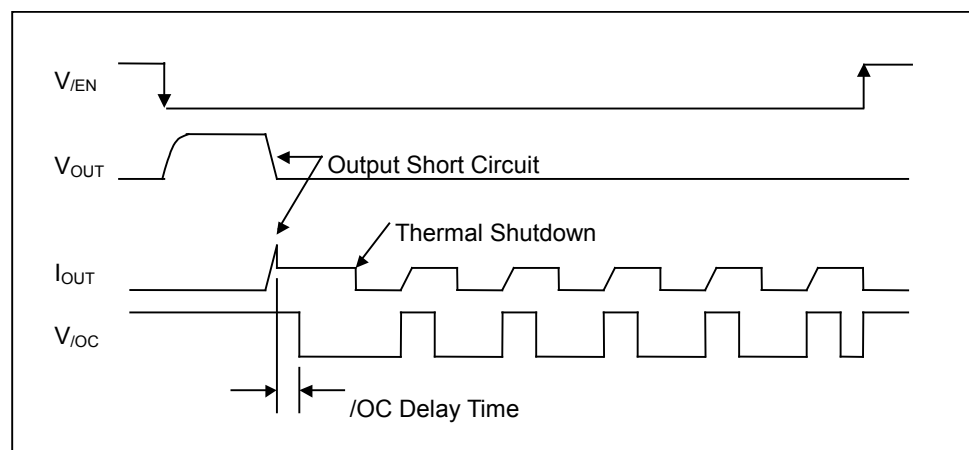 V/EN
VOUT
Output Short Circuit
Thermal Shutdown
IOUT
V/OC
/OC Delay Time